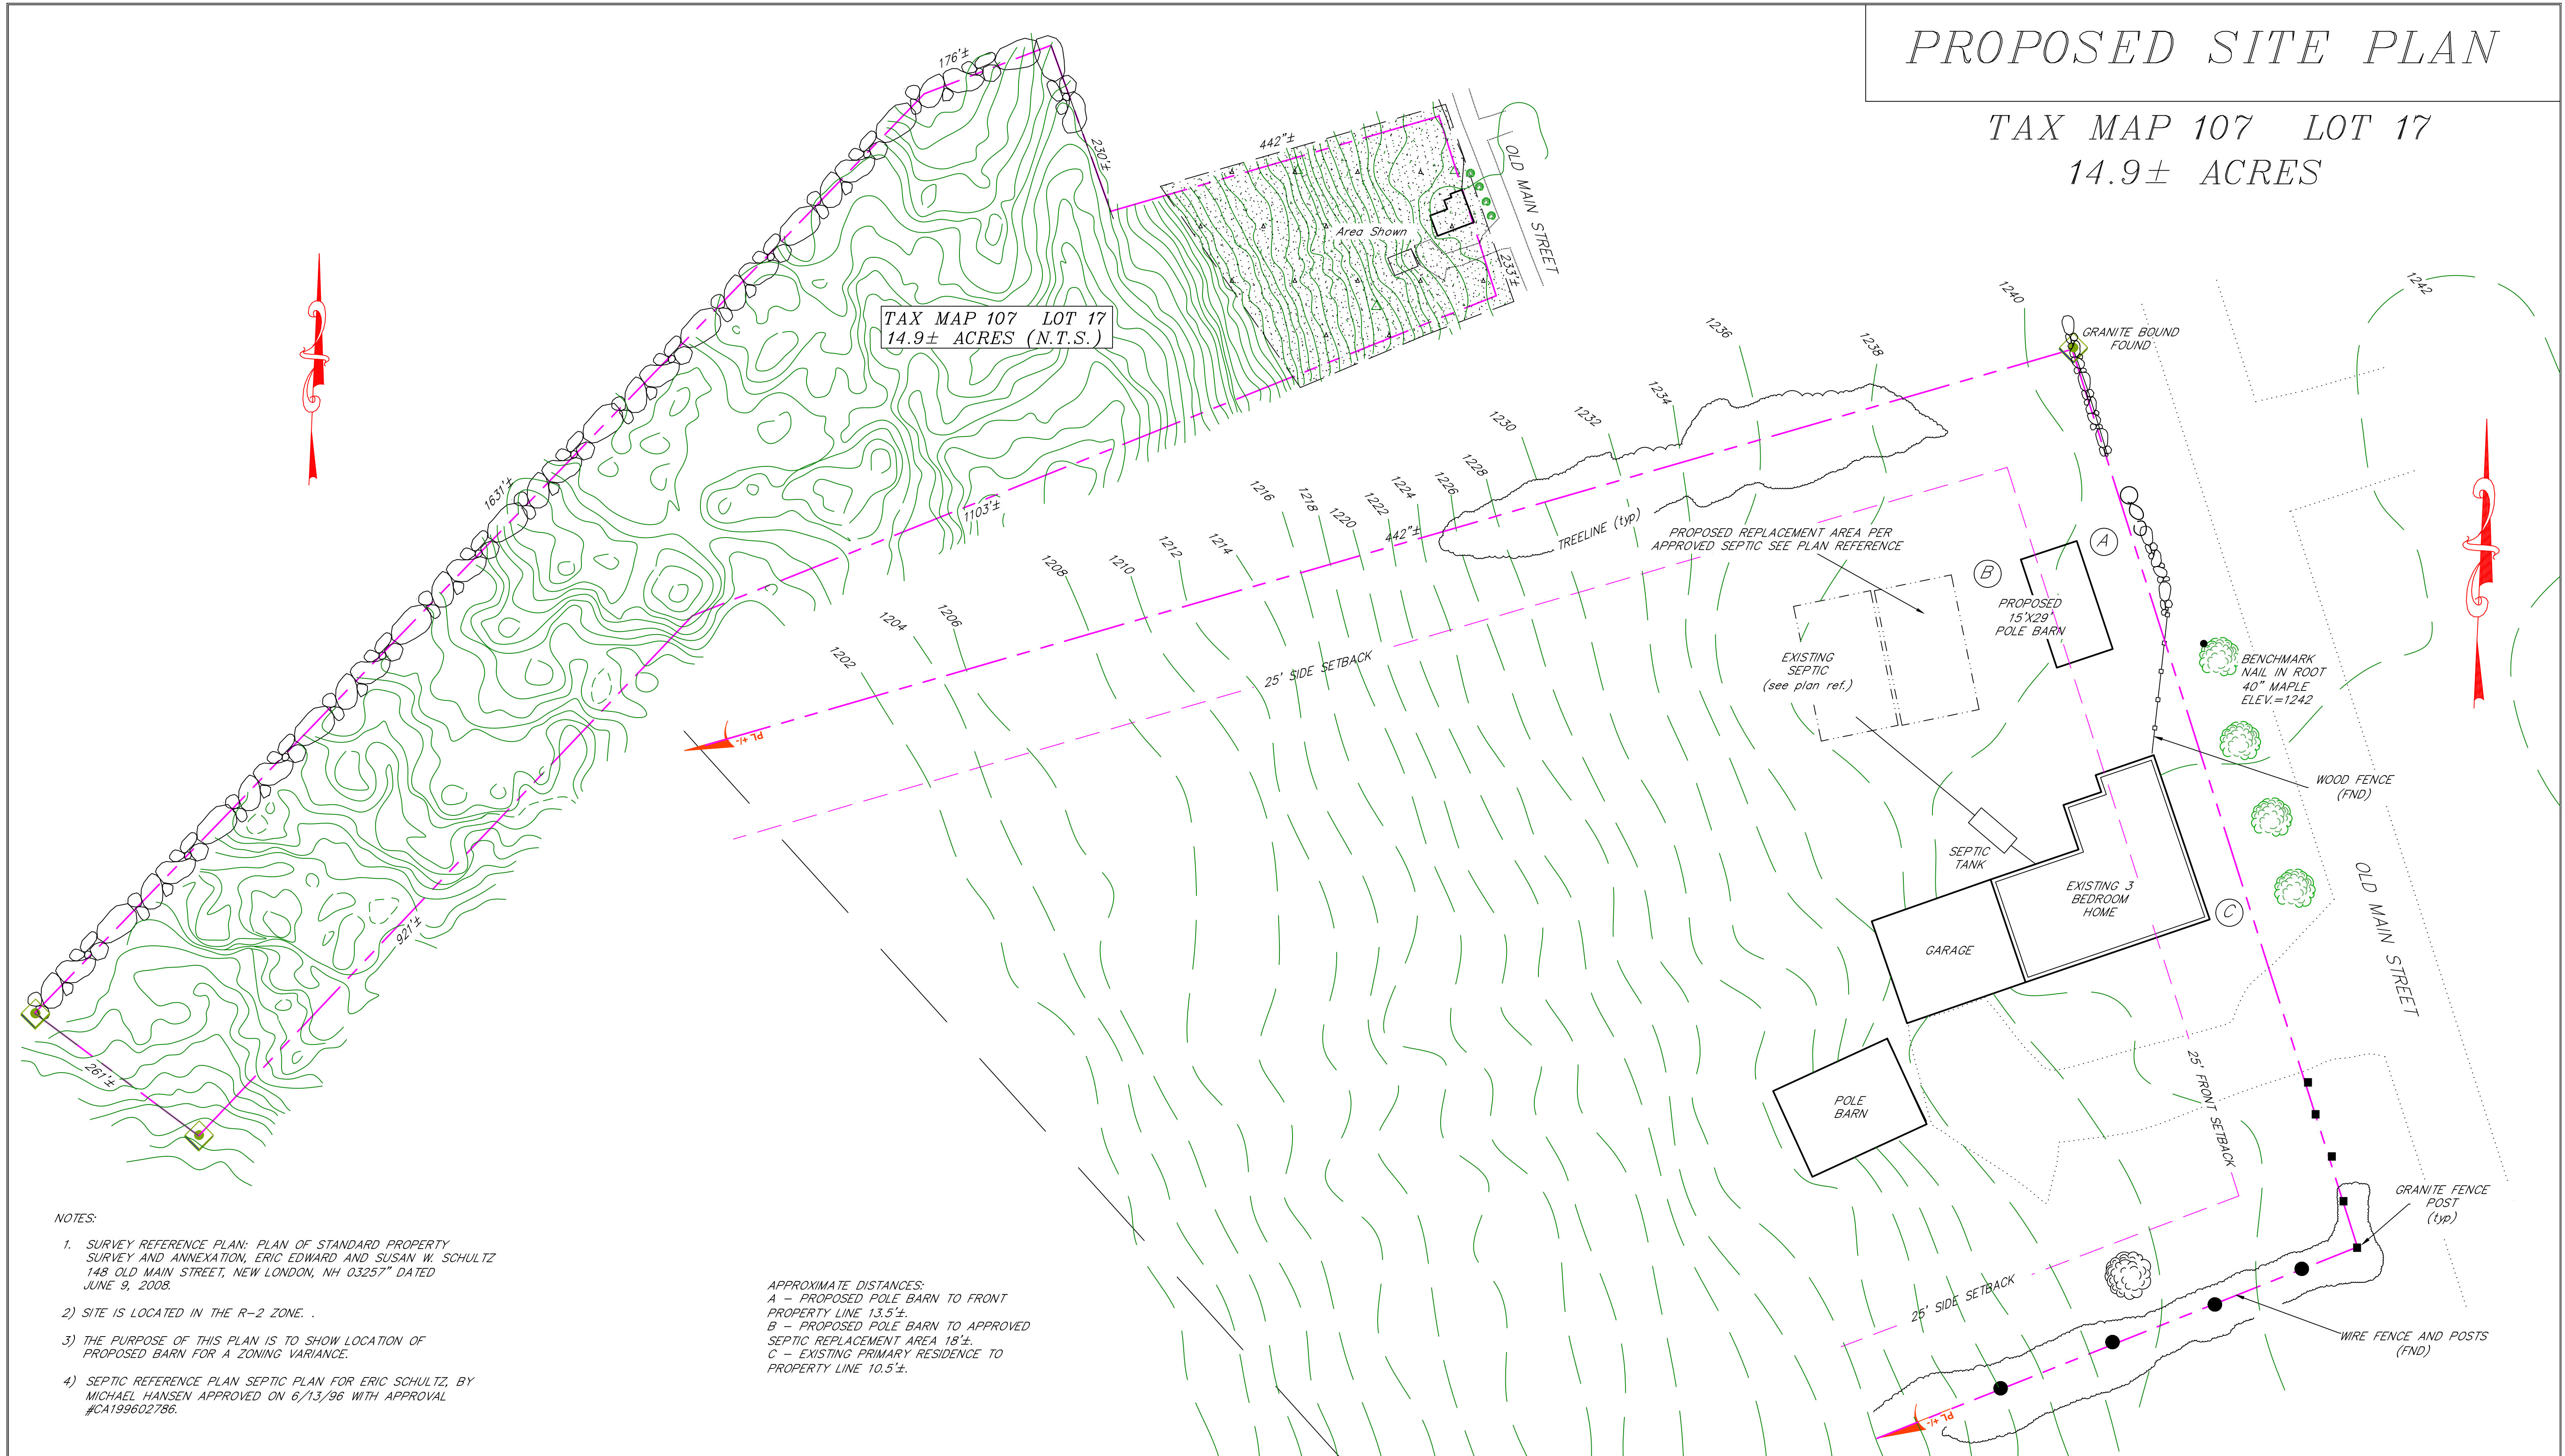 PROPOSED SITE PLAN
TAX MAP 107 LOT 17
14.9± ACRES
176'±
230'±
442"±
OLD MAIN STREET
Area Shown
233'±
TAX MAP 107 LOT 17
14.9± ACRES (N.T.S.)
1631'±
1103'±
921'±
261'±
1202
1204
1206
1208
1210
1212
1214
1216
1218
1220
1222
1224
1226
1228
1230
1232
1234
1236
1238
1240
1242
442"±
GRANITE BOUND
FOUND
TREELINE (typ)
PROPOSED REPLACEMENT AREA PER
APPROVED SEPTIC SEE PLAN REFERENCE
A
B
PROPOSED
15'X29'
POLE BARN
EXISTING
SEPTIC
(see plan ref.)
25' SIDE SETBACK
PL +/-
BENCHMARK
NAIL IN ROOT
40" MAPLE
ELEV.=1242
WOOD FENCE
(FND)
SEPTIC
TANK
EXISTING 3
BEDROOM
HOME
C
GARAGE
OLD MAIN STREET
POLE
BARN
25' FRONT SETBACK
GRANITE FENCE
POST
(typ)
25' SIDE SETBACK
WIRE FENCE AND POSTS
(FND)
PL +/-
NOTES:
1. SURVEY REFERENCE PLAN: PLAN OF STANDARD PROPERTY
SURVEY AND ANNEXATION, ERIC EDWARD AND SUSAN W. SCHULTZ
148 OLD MAIN STREET, NEW LONDON, NH 03257" DATED
JUNE 9, 2008.
2) SITE IS LOCATED IN THE R-2 ZONE. .
3) THE PURPOSE OF THIS PLAN IS TO SHOW LOCATION OF
PROPOSED BARN FOR A ZONING VARIANCE.
4) SEPTIC REFERENCE PLAN SEPTIC PLAN FOR ERIC SCHULTZ, BY
MICHAEL HANSEN APPROVED ON 6/13/96 WITH APPROVAL
#CA199602786.
APPROXIMATE DISTANCES:
A - PROPOSED POLE BARN TO FRONT
PROPERTY LINE 13.5'±.
B - PROPOSED POLE BARN TO APPROVED
SEPTIC REPLACEMENT AREA 18'±.
C - EXISTING PRIMARY RESIDENCE TO
PROPERTY LINE 10.5'±.